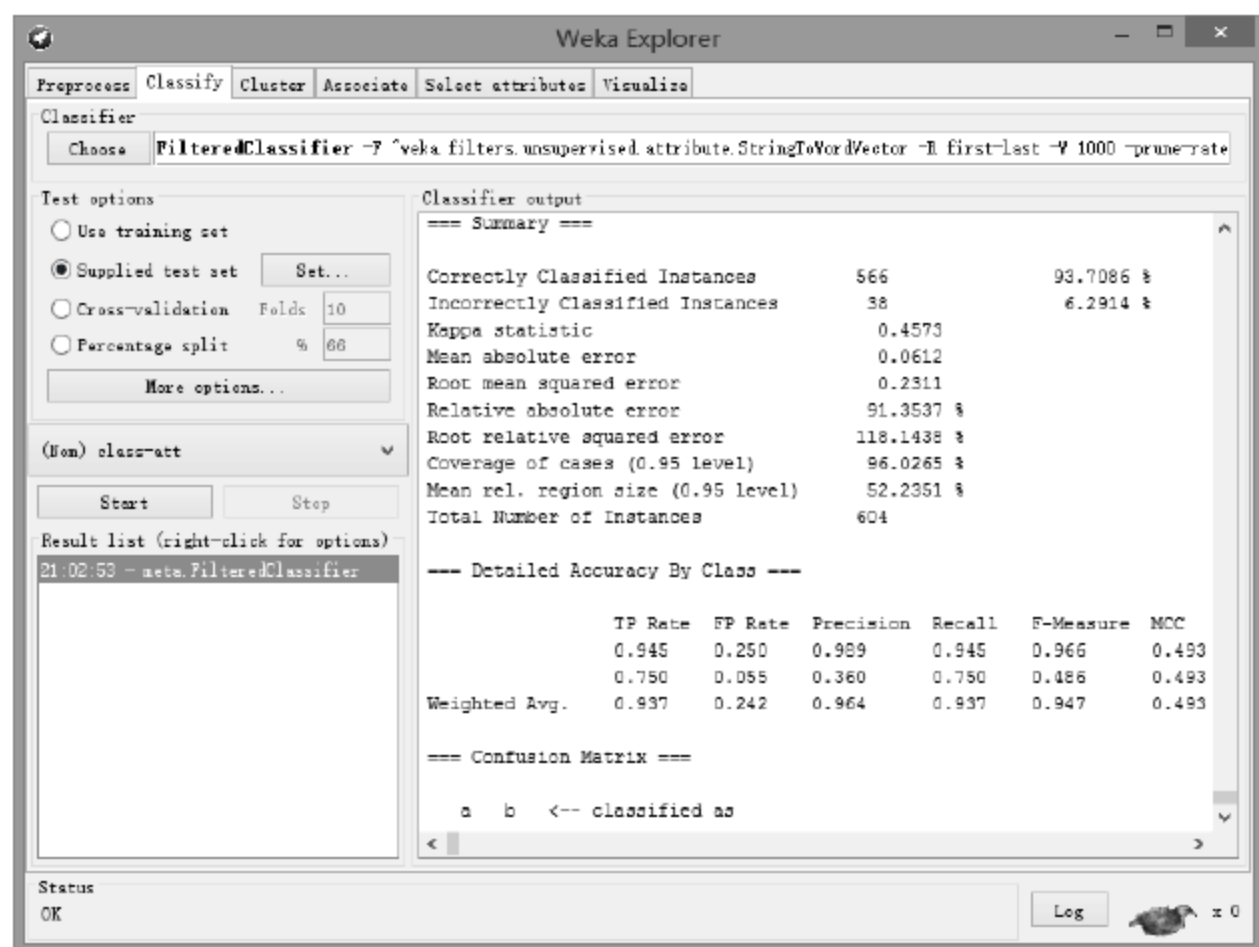 Weka Explorer
Preprocess Classify Cluster Associate Select attributes Visualize
Classifier
Choose FilteredClassifier -F "weka.filters.unsupervised.attribute.StringToWordVector -R first-last -W 1000 -prune-rate
Test options
Use training set
Supplied test set Set...
Cross-validation Folds 10
Percentage split % 66
More options...
(Nom) class-att
Start Stop
Result list (right-click for options)
21:02:53 - meta.FilteredClassifier
Classifier output
=== Summary ===
Correctly Classified Instances 566 93.7086 %
Incorrectly Classified Instances 38 6.2914 %
Kappa statistic 0.4573
Mean absolute error 0.0612
Root mean squared error 0.2311
Relative absolute error 91.3537 %
Root relative squared error 118.1438 %
Coverage of cases (0.95 level) 96.0265 %
Mean rel. region size (0.95 level) 52.2351 %
Total Number of Instances 604
=== Detailed Accuracy By Class ===
TP Rate FP Rate Precision Recall F-Measure MCC
0.945 0.250 0.989 0.945 0.966 0.493
0.750 0.055 0.360 0.750 0.486 0.493
Weighted Avg. 0.937 0.242 0.964 0.937 0.947 0.493
=== Confusion Matrix ===
a b <-- classified as
Status
OK
Log x 0